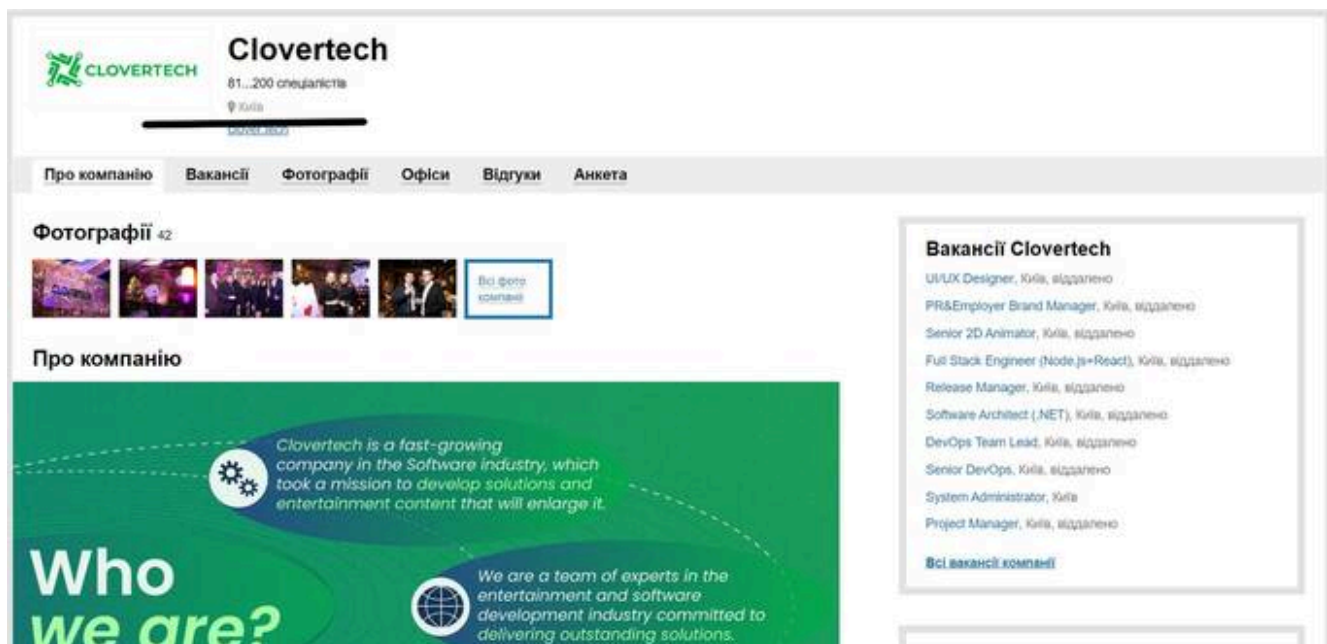 CLOVERTECH
Clovertech
81...200 спеціалістів
Київ
clover.tech
Про компанію Вакансії Фотографії Офіси Відгуки Анкета
Фотографії 42
Всі фото
компанії
Про компанію
Clovertech is a fast-growing
company in the Software industry, which
took a mission to develop solutions and
entertainment content that will enlarge it.
Who
we are?
We are a team of experts in the
entertainment and software
development industry committed to
delivering outstanding solutions.
Вакансії Clovertech
UI/UX Designer, Київ, віддалено
PR&Employer Brand Manager, Київ, віддалено
Senior 2D Animator, Київ, віддалено
Full Stack Engineer (Node.js+React), Київ, віддалено
Release Manager, Київ, віддалено
Software Architect (.NET), Київ, віддалено
DevOps Team Lead, Київ, віддалено
Senior DevOps, Київ, віддалено
System Administrator, Київ
Project Manager, Київ, віддалено
Всі вакансії компанії